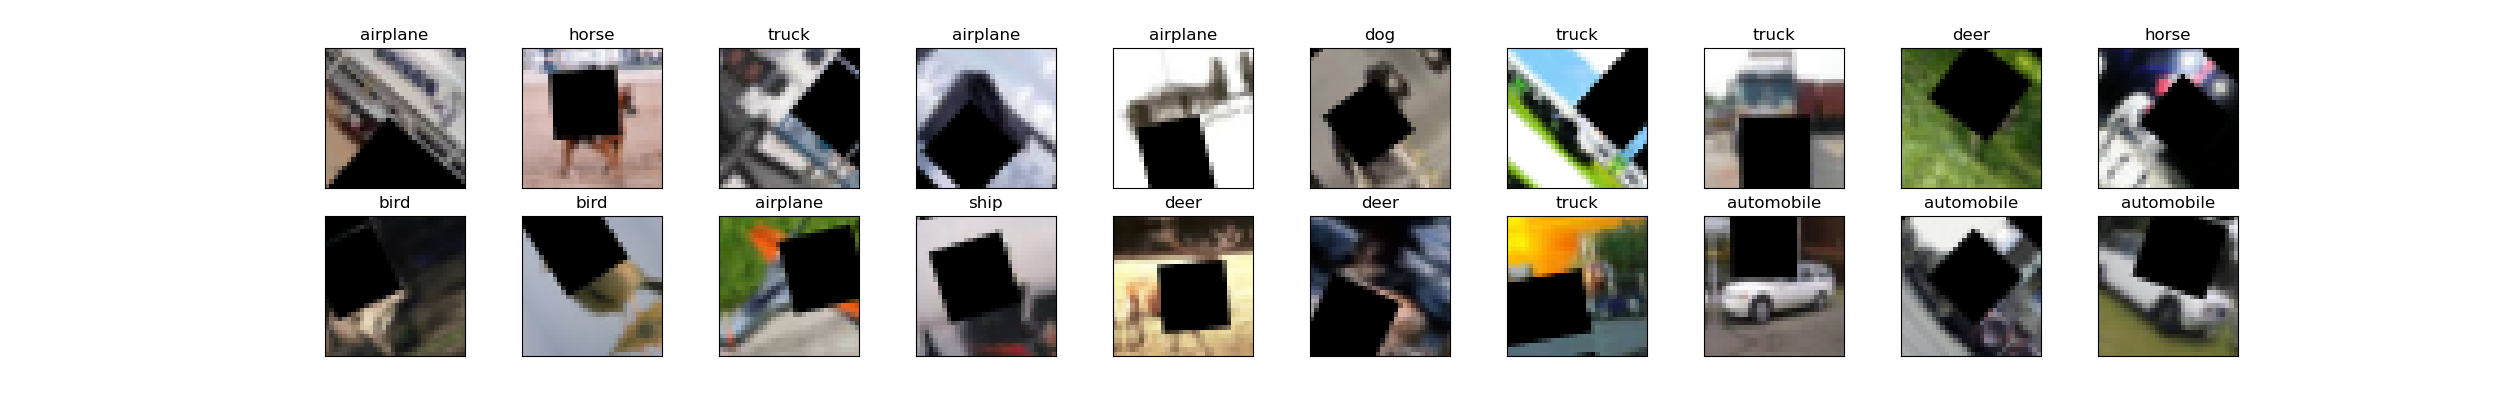 airplane horse truck airplane airplane dog truck truck deer horse
bird bird airplane ship deer deer truck automobile automobile automobile